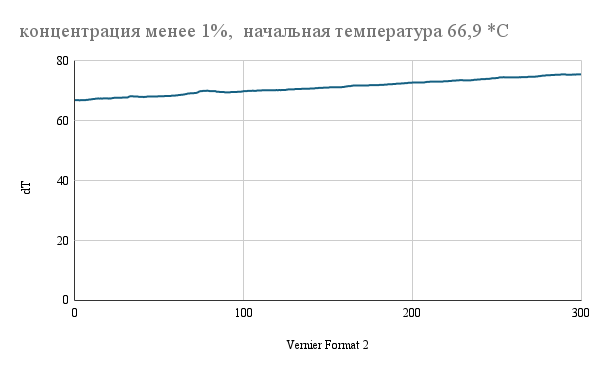 концентрация менее 1%, начальная температура 66,9 *C
80
60
40
20
0
dT
0 100 200 300
Vernier Format 2